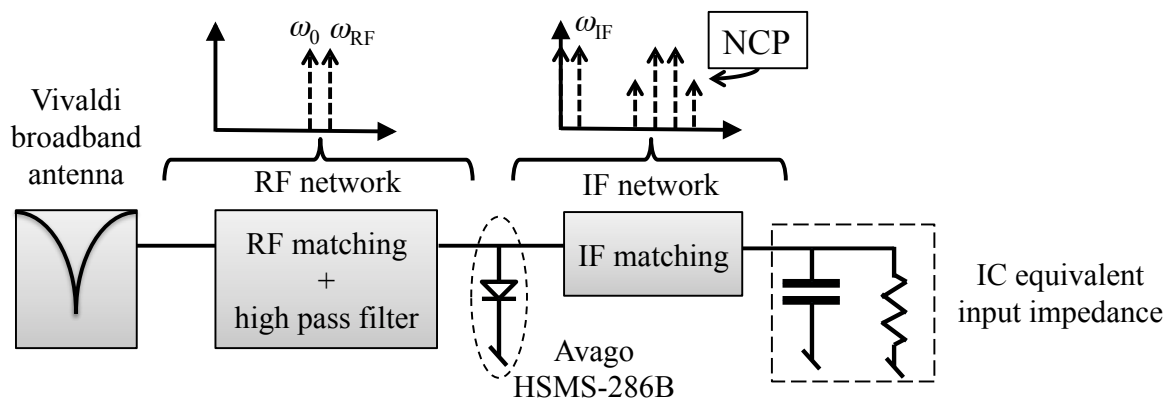 ω0 ωRF
ωIF
NCP
Vivaldi
broadband
antenna
RF network
IF network
RF matching
+
high pass filter
IF matching
IC equivalent
input impedance
Avago
HSMS-286B